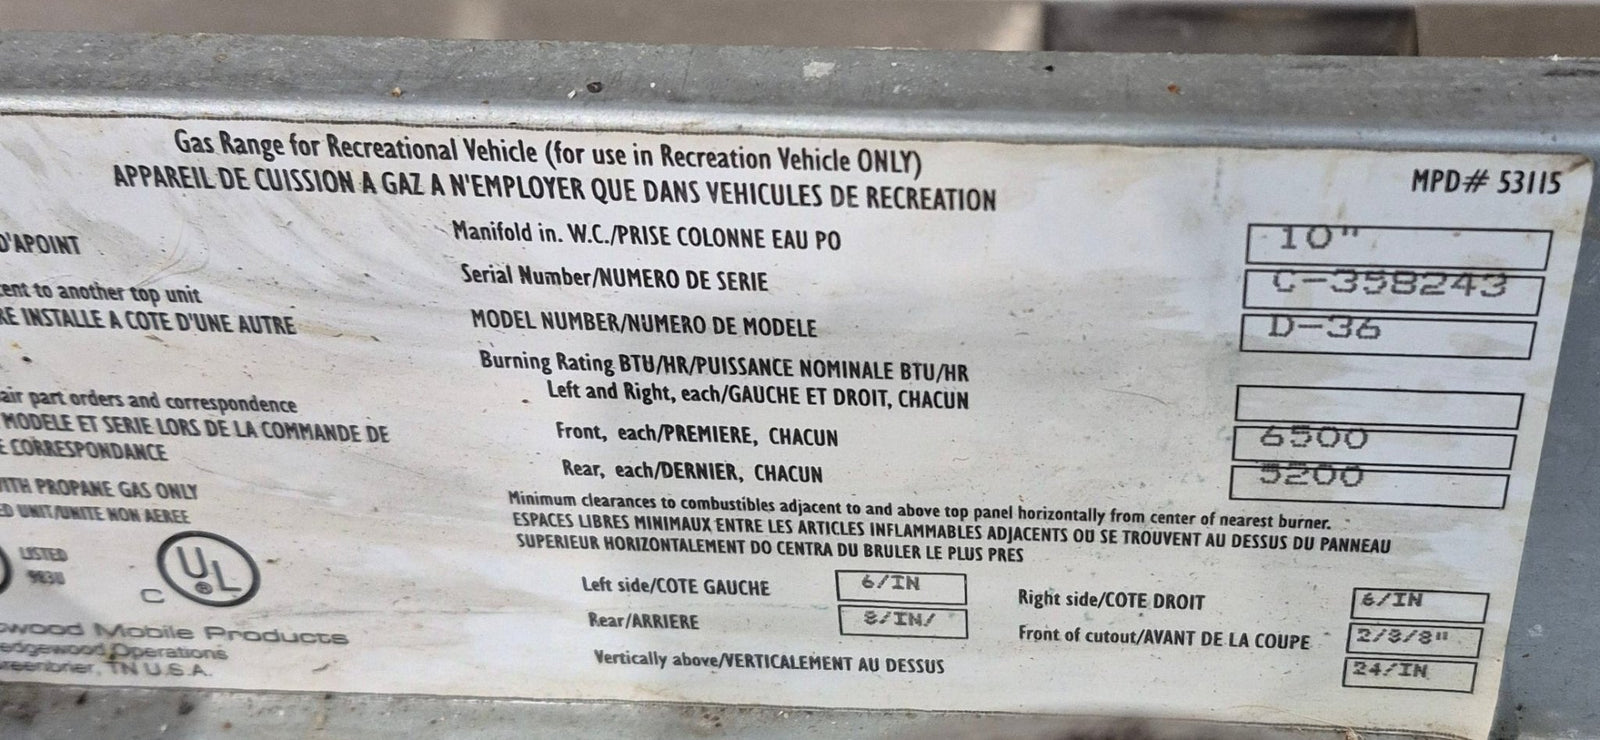 Gas Range for Recreational Vehicle (for use in Recreation Vehicle ONLY)
APPAREIL DE CUISSION A GAZ A N'EMPLOYER QUE DANS VEHICULES DE RECREATION
MPD# 53115
D'APOINT
ent to another top unit
RE INSTALLE A COTE D'UNE AUTRE
air part orders and correspondence
MODELE ET SERIE LORS DE LA COMMANDE DE
E CORRESPONDANCE
ITH PROPANE GAS ONLY
ED UNIT/UNITE NON AEREE
LISTED
C UL ®
wood Mobile Products
edgewood Operations
reenbrier, TN U.S.A.
Manifold in. W.C./PRISE COLONNE EAU PO 10"
Serial Number/NUMERO DE SERIE C-358243
MODEL NUMBER/NUMERO DE MODELE D-36
Burning Rating BTU/HR/PUISSANCE NOMINALE BTU/HR
Left and Right, each/GAUCHE ET DROIT, CHACUN
Front, each/PREMIERE, CHACUN 6500
Rear, each/DERNIER, CHACUN 5200
Minimum clearances to combustibles adjacent to and above top panel horizontally from center of nearest burner.
ESPACES LIBRES MINIMAUX ENTRE LES ARTICLES INFLAMMABLES ADJACENTS OU SE TROUVENT AU DESSUS DU PANNEAU
SUPERIEUR HORIZONTALEMENT DO CENTRA DU BRULER LE PLUS PRES
Left side/COTE GAUCHE 6/IN Right side/COTE DROIT 6/IN
Rear/ARRIERE 8/IN/ Front of cutout/AVANT DE LA COUPE 2/3/8"
Vertically above/VERTICALEMENT AU DESSUS 24/IN